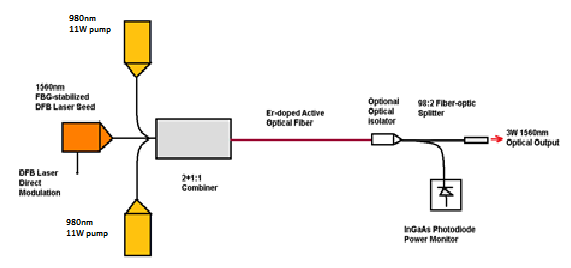 980nm
11W pump
1560nm
FBG-stabilized
DFB Laser Seed
DFB Laser
Direct
Modulation
980nm
11W pump
2+1:1
Combiner
Er-doped Active
Optical Fiber
Optional
Optical
Isolator
98:2 Fiber-optic
Splitter
3W 1560nm
Optical Output
InGaAs Photodiode
Power Monitor